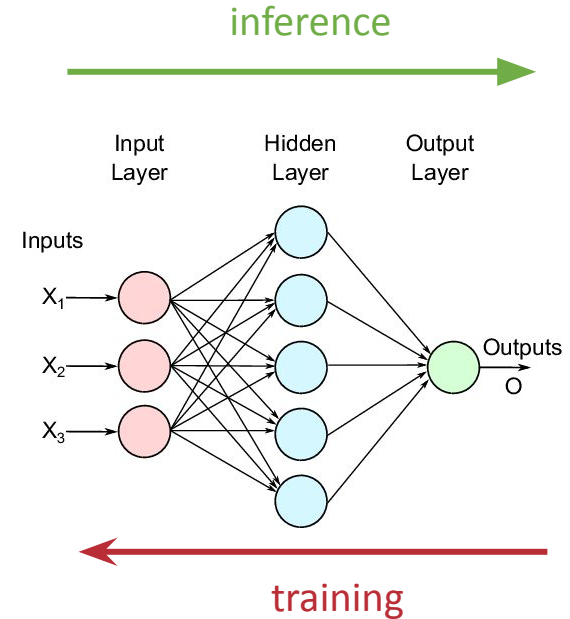 inference
Input
Layer
Hidden
Layer
Output
Layer
Inputs
X₁
X₂
X₃
Outputs
O
training